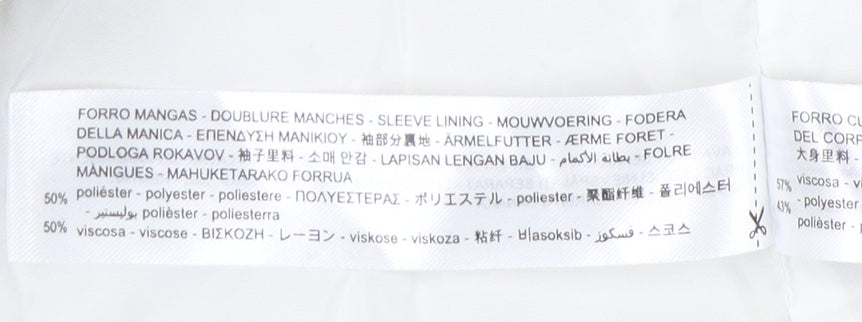 FORRO MANGAS - DOUBLURE MANCHES - SLEEVE LINING - MOUWVOERING - FODERA
DELLA MANICA - ΕΠΕΝΔΥΣΗ ΜΑΝΙΚΙΟΥ - 袖部分裏地 - ÄRMELFUTTER - ÆRME FORET -
PODLOGA ROKAVOV - 袖子里料 - 소매 안감 - LAPISAN LENGAN BAJU - بطانة الأكمام - FOLRE
MÀNIGUES - MAHUKETARAKO FORRUA
50% poliéster - polyester - poliestere - ΠΟΛΥΕΣΤΕΡΑΣ - ポリエステル - poliester - 聚酯纤维 - 폴리에스터
- بوليستير polièster - poliesterra
50% viscosa - viscose - ΒΙΣΚΟΖΗ - レーヨン - viskose - viskoza - 粘纤 - 비lasoksib - فسكوز - 스코스
FORRO
DEL
大身里料 -
57% viscosa -
43% - polyester
polièster -